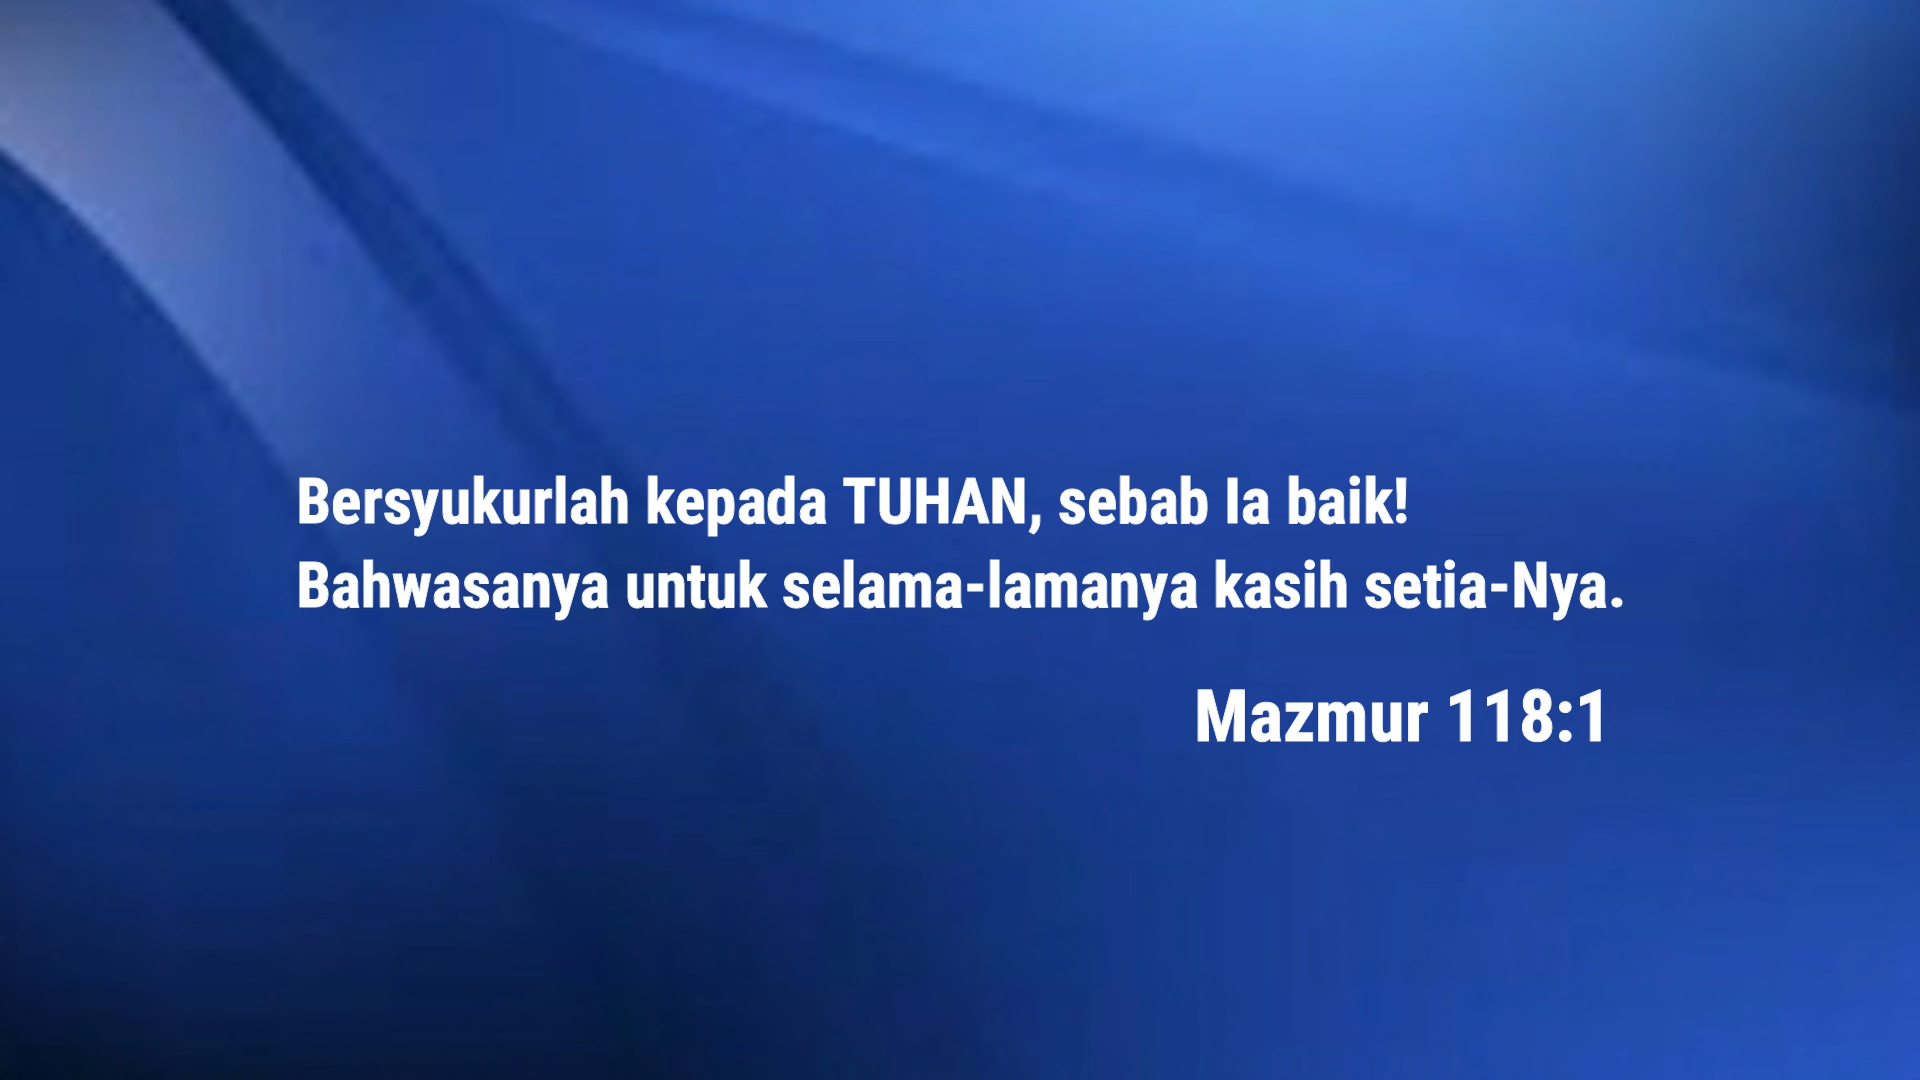 Bersyukurlah kepada TUHAN, sebab Ia baik!
Bahwasanya untuk selama-lamanya kasih setia-Nya.
Mazmur 118:1